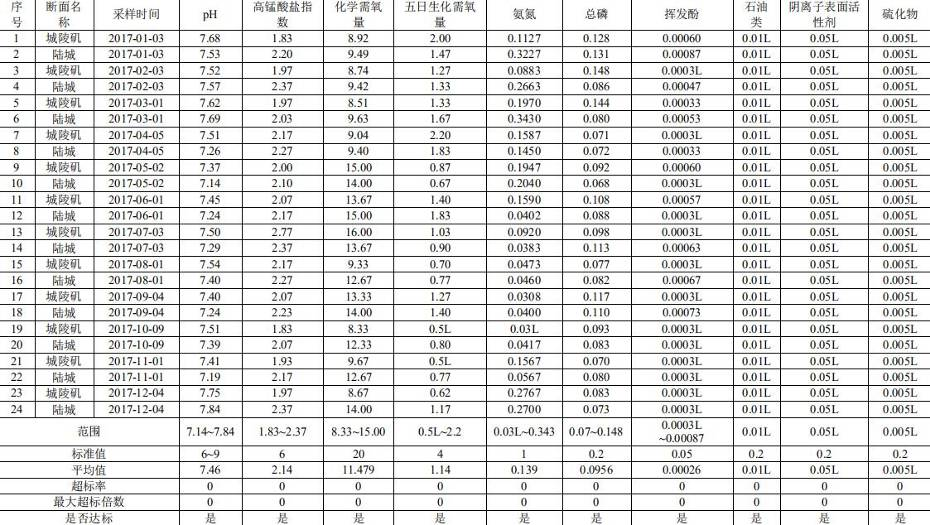 序号 断面名称 采样时间 pH 高锰酸盐指数 化学需氧量 五日生化需氧量 氨氮 总磷 挥发酚 石油类 阴离子表面活性剂 硫化物
1 城陵矶 2017-01-03 7.68 1.83 8.92 2.00 0.1127 0.128 0.00060 0.01L 0.05L 0.005L
2 陆城 2017-01-03 7.53 2.20 9.49 1.47 0.3227 0.131 0.00087 0.01L 0.05L 0.005L
3 城陵矶 2017-02-03 7.52 1.97 8.74 1.27 0.0883 0.148 0.0003L 0.01L 0.05L 0.005L
4 陆城 2017-02-03 7.57 2.37 9.42 1.33 0.2663 0.086 0.00047 0.01L 0.05L 0.005L
5 城陵矶 2017-03-01 7.62 1.97 8.51 1.33 0.1970 0.144 0.00033 0.01L 0.05L 0.005L
6 陆城 2017-03-01 7.69 2.03 9.63 1.67 0.3430 0.080 0.00053 0.01L 0.05L 0.005L
7 城陵矶 2017-04-05 7.51 2.17 9.04 2.20 0.1587 0.071 0.0003L 0.01L 0.05L 0.005L
8 陆城 2017-04-05 7.26 2.27 9.40 1.83 0.1450 0.072 0.00033 0.01L 0.05L 0.005L
9 城陵矶 2017-05-02 7.37 2.00 15.00 0.87 0.1947 0.092 0.00060 0.01L 0.05L 0.005L
10 陆城 2017-05-02 7.14 2.10 14.00 0.67 0.2040 0.068 0.0003L 0.01L 0.05L 0.005L
11 城陵矶 2017-06-01 7.45 2.07 13.67 1.40 0.1590 0.108 0.00057 0.01L 0.05L 0.005L
12 陆城 2017-06-01 7.24 2.17 15.00 1.83 0.0402 0.088 0.0003L 0.01L 0.05L 0.005L
13 城陵矶 2017-07-03 7.50 2.77 16.00 1.03 0.0920 0.098 0.0003L 0.01L 0.05L 0.005L
14 陆城 2017-07-03 7.29 2.37 13.67 0.90 0.0383 0.113 0.00063 0.01L 0.05L 0.005L
15 城陵矶 2017-08-01 7.54 2.17 9.33 0.70 0.0473 0.077 0.0003L 0.01L 0.05L 0.005L
16 陆城 2017-08-01 7.40 2.27 12.67 0.77 0.0460 0.082 0.00067 0.01L 0.05L 0.005L
17 城陵矶 2017-09-04 7.40 2.07 13.33 1.27 0.0308 0.117 0.0003L 0.01L 0.05L 0.005L
18 陆城 2017-09-04 7.24 2.23 14.00 1.40 0.0400 0.110 0.00073 0.01L 0.05L 0.005L
19 城陵矶 2017-10-09 7.51 1.83 8.33 0.5L 0.03L 0.093 0.0003L 0.01L 0.05L 0.005L
20 陆城 2017-10-09 7.39 2.07 12.33 0.80 0.0417 0.083 0.0003L 0.01L 0.05L 0.005L
21 城陵矶 2017-11-01 7.41 1.93 9.67 0.5L 0.1567 0.070 0.0003L 0.01L 0.05L 0.005L
22 陆城 2017-11-01 7.19 2.17 12.67 0.77 0.0567 0.080 0.0003L 0.01L 0.05L 0.005L
23 城陵矶 2017-12-04 7.75 1.97 8.67 0.62 0.2767 0.083 0.0003L 0.01L 0.05L 0.005L
24 陆城 2017-12-04 7.84 2.37 14.00 1.17 0.2700 0.073 0.0003L 0.01L 0.05L 0.005L
范围 7.14~7.84 1.83~2.37 8.33~15.00 0.5L~2.2 0.03L~0.343 0.07~0.148 0.0003L~0.00087 0.01L 0.05L 0.005L
标准值 6~9 6 20 4 1 0.2 0.05 0.2 0.2 0.2
平均值 7.46 2.14 11.479 1.14 0.139 0.0956 0.00026 0.01L 0.05L 0.005L
超标率 0 0 0 0 0 0 0 0 0 0
最大超标倍数 0 0 0 0 0 0 0 0 0 0
是否达标 是 是 是 是 是 是 是 是 是 是